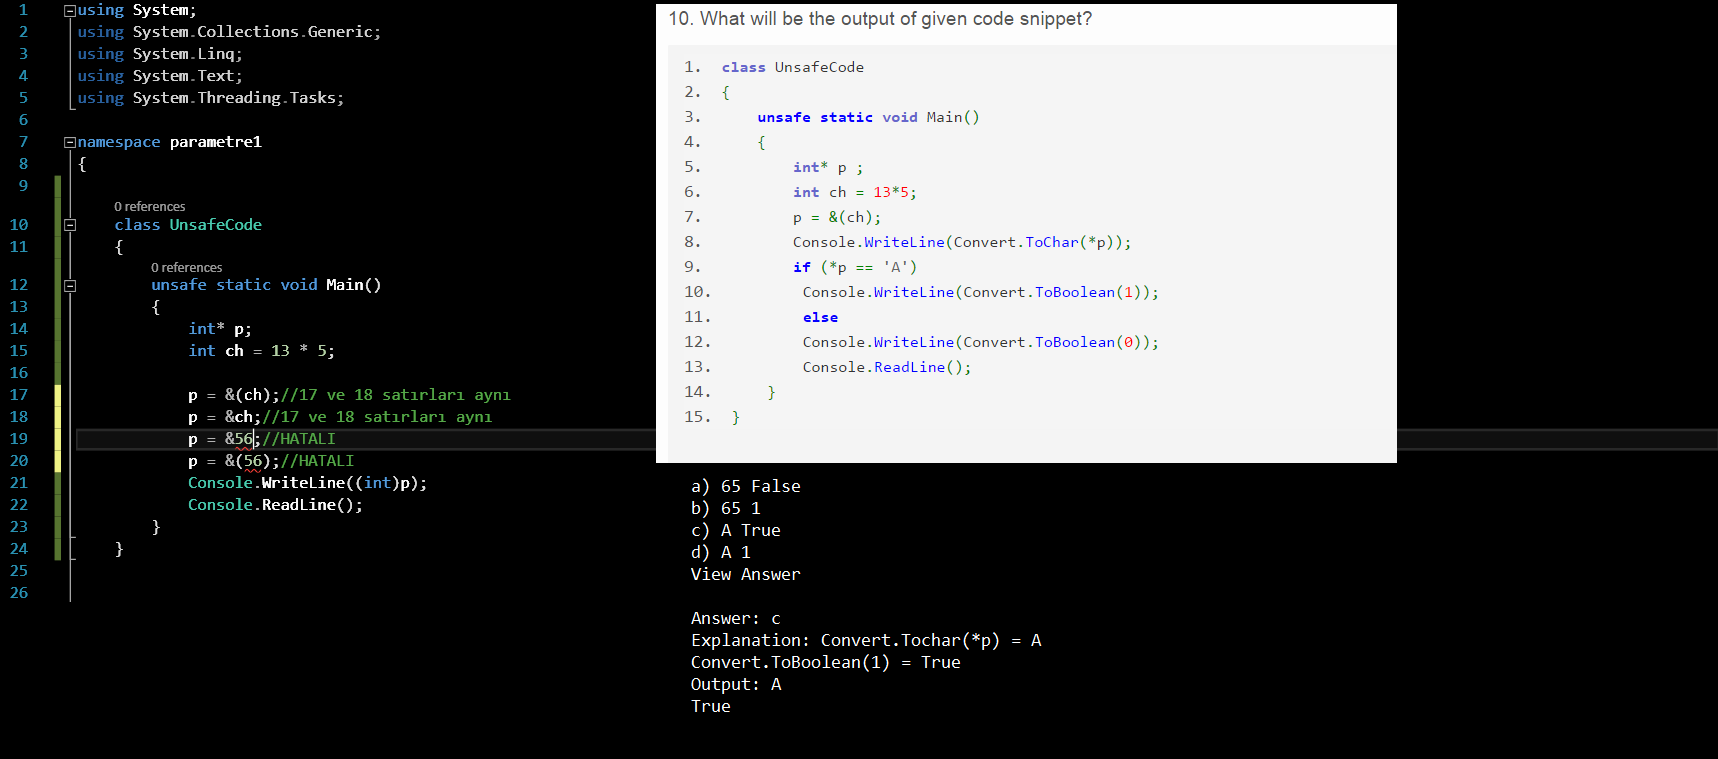 1 using System;
2 using System.Collections.Generic;
3 using System.Linq;
4 using System.Text;
5 using System.Threading.Tasks;
6
7 namespace parametre1
8 {
9
0 references
10 class UnsafeCode
11 {
0 references
12 unsafe static void Main()
13 {
14 int* p;
15 int ch = 13 * 5;
16
17 p = &(ch);//17 ve 18 satırları aynı
18 p = &ch;//17 ve 18 satırları aynı
19 p = &56;//HATALI
20 p = &(56);//HATALI
21 Console.WriteLine((int)p);
22 Console.ReadLine();
23 }
24 }
25
26
10. What will be the output of given code snippet?
1. class UnsafeCode
2. {
3. unsafe static void Main()
4. {
5. int* p ;
6. int ch = 13*5;
7. p = &(ch);
8. Console.WriteLine(Convert.ToChar(*p));
9. if (*p == 'A')
10. Console.WriteLine(Convert.ToBoolean(1));
11. else
12. Console.WriteLine(Convert.ToBoolean(0));
13. Console.ReadLine();
14. }
15. }
a) 65 False
b) 65 1
c) A True
d) A 1
View Answer
Answer: c
Explanation: Convert.Tochar(*p) = A
Convert.ToBoolean(1) = True
Output: A
True